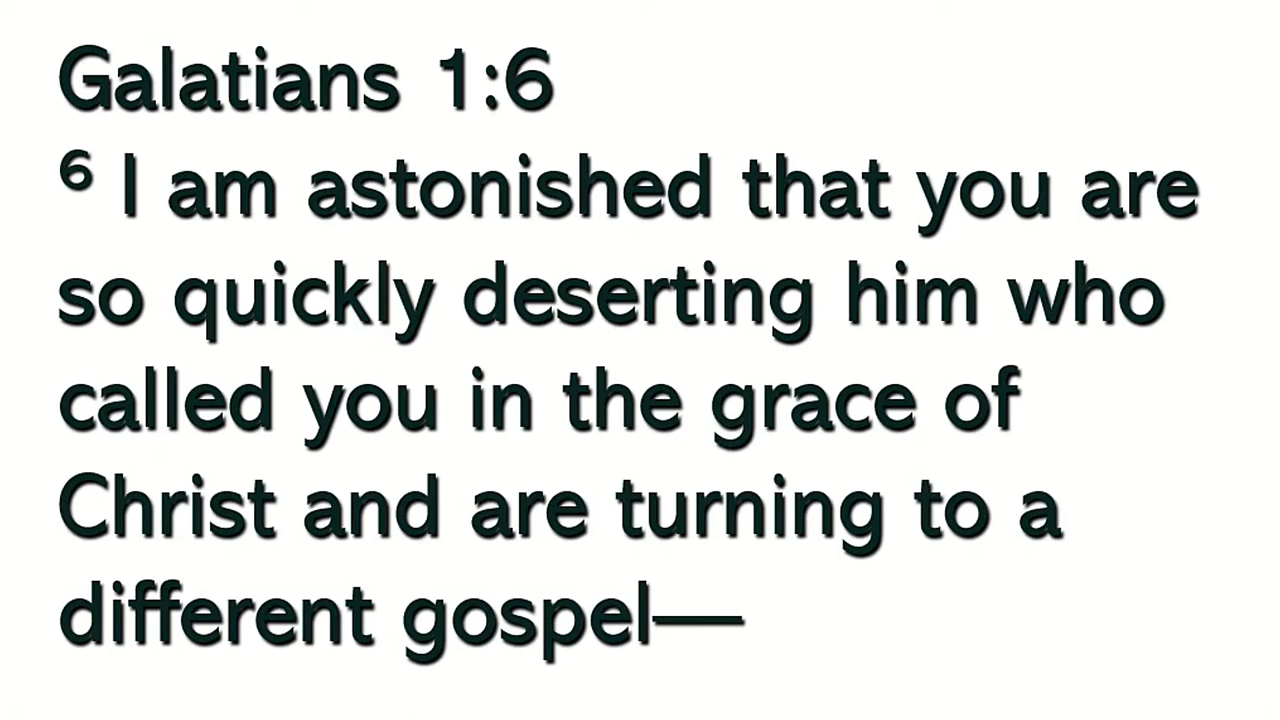 Galatians 1:6
⁶ I am astonished that you are
so quickly deserting him who
called you in the grace of
Christ and are turning to a
different gospel—